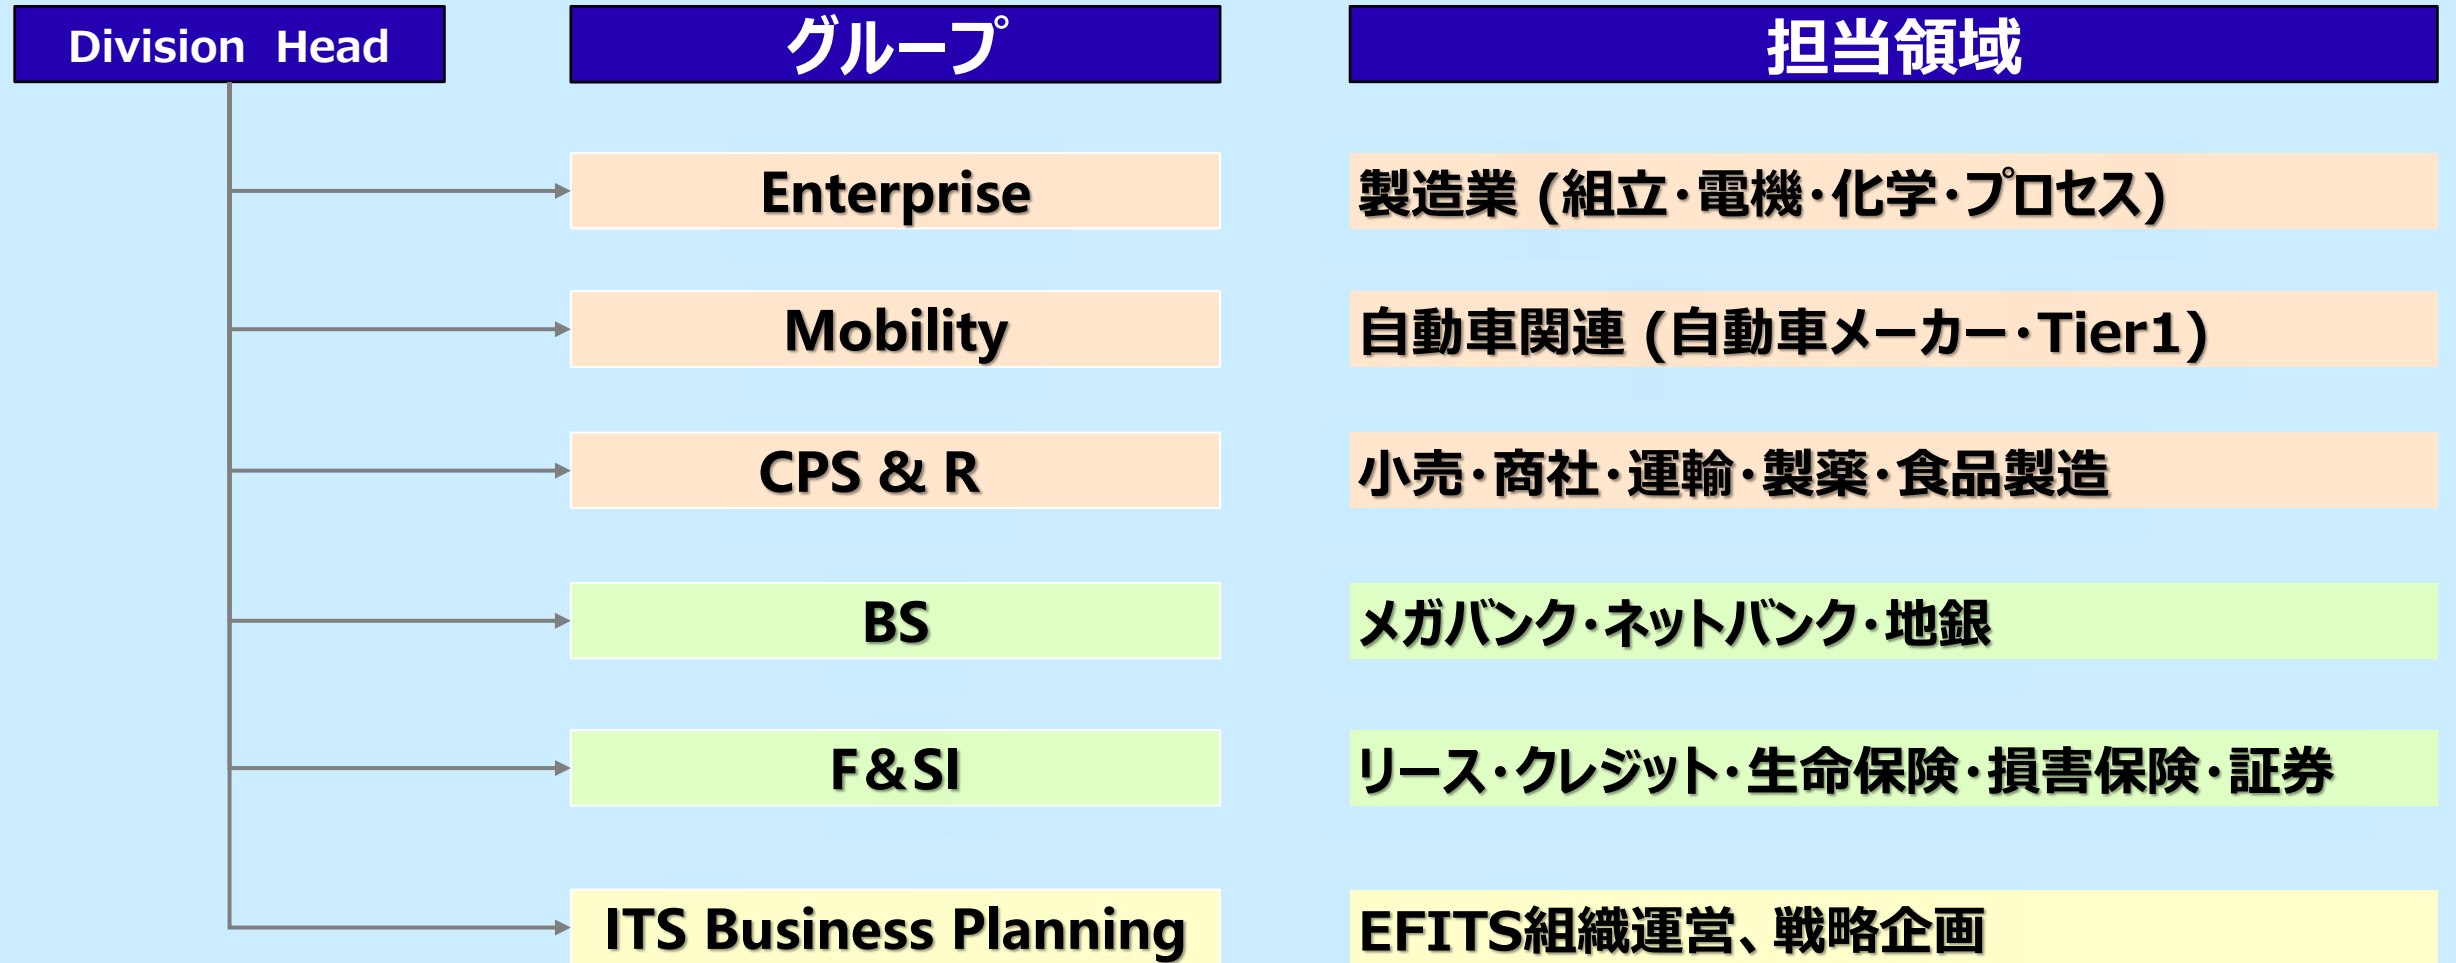 Division Head
グループ
担当領域
Enterprise
製造業 (組立・電機・化学・プロセス)
Mobility
自動車関連 (自動車メーカー・Tier1)
CPS & R
小売・商社・運輸・製薬・食品製造
BS
メガバンク・ネットバンク・地銀
F&SI
リース・クレジット・生命保険・損害保険・証券
ITS Business Planning
EFITS組織運営、戦略企画